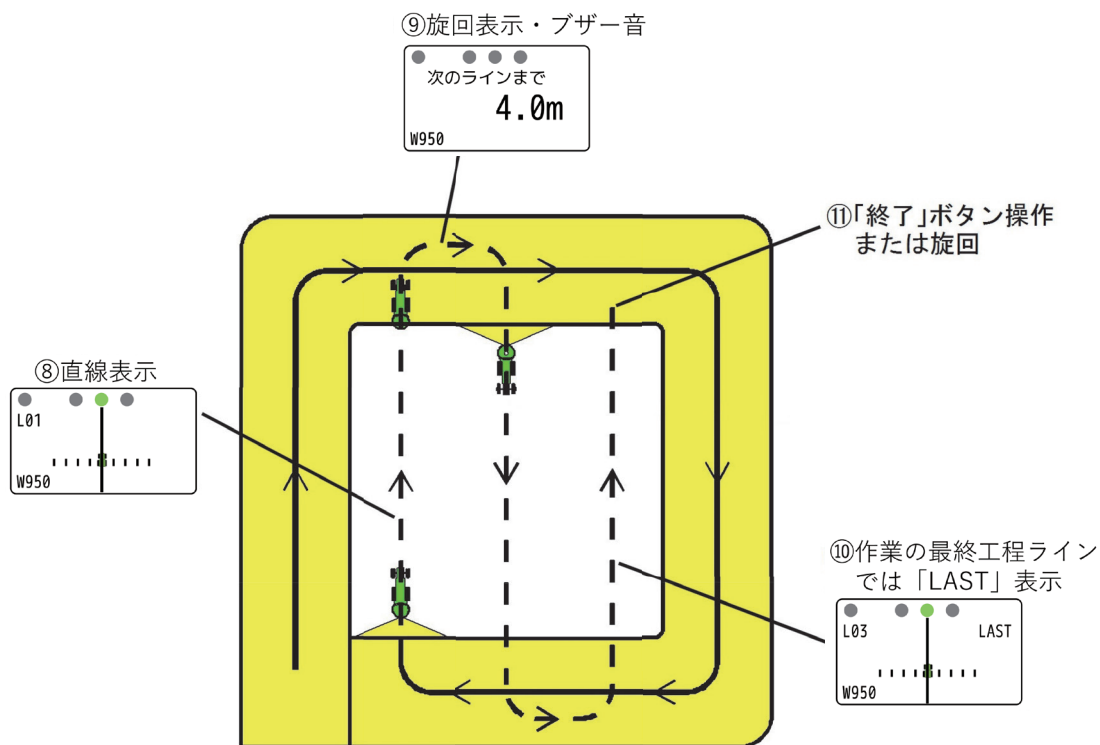 ⑨旋回表示・ブザー音
次のラインまで
4.0m
W950
⑪「終了」ボタン操作
または旋回
⑧直線表示
L01
W950
⑩作業の最終工程ライン
では「LAST」表示
L03 LAST
W950